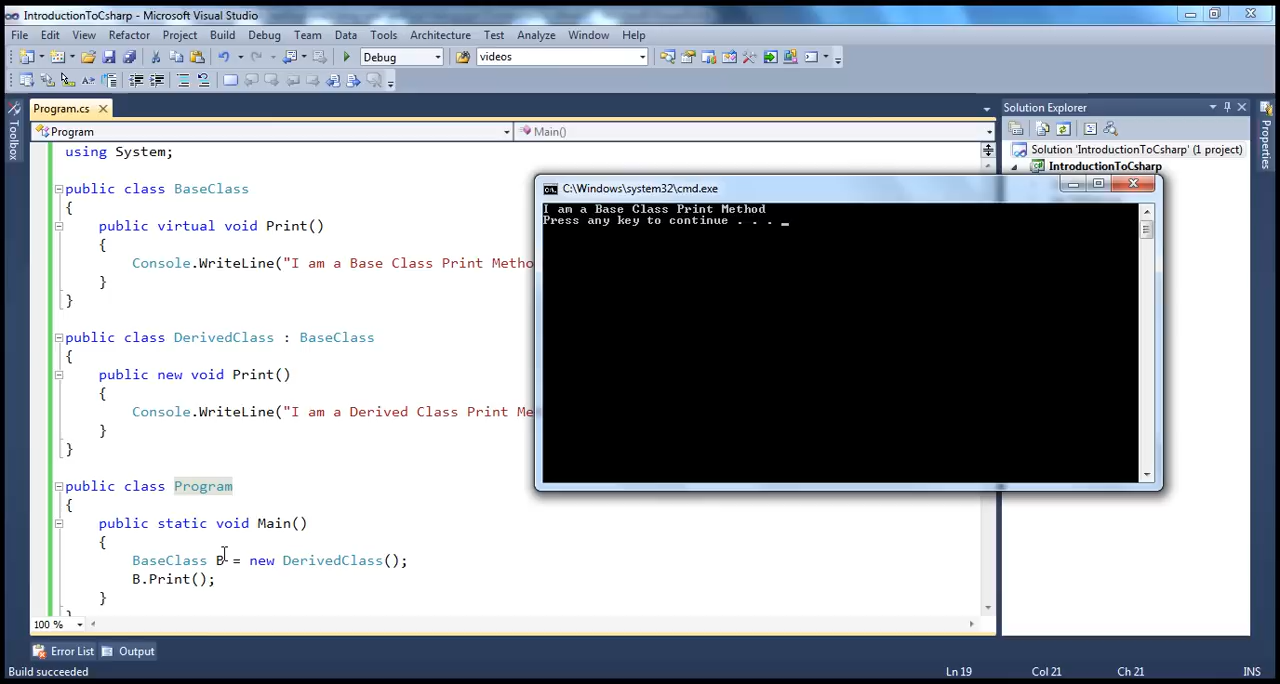 IntroductionToCsharp - Microsoft Visual Studio
File Edit View Refactor Project Build Debug Team Data Tools Architecture Test Analyze Window Help
Debug videos
Program.cs
Solution Explorer
Program
Main()
Toolbox
Properties
Solution 'IntroductionToCsharp' (1 project)
IntroductionToCsharp
using System;
public class BaseClass
{
public virtual void Print()
{
Console.WriteLine("I am a Base Class Print Metho
}
}
public class DerivedClass : BaseClass
{
public new void Print()
{
Console.WriteLine("I am a Derived Class Print Me
}
}
public class Program
{
public static void Main()
{
BaseClass B = new DerivedClass();
B.Print();
}
C:\Windows\system32\cmd.exe
I am a Base Class Print Method
Press any key to continue . . . _
100 %
Error List Output
Build succeeded
Ln 19 Col 21 Ch 21 INS